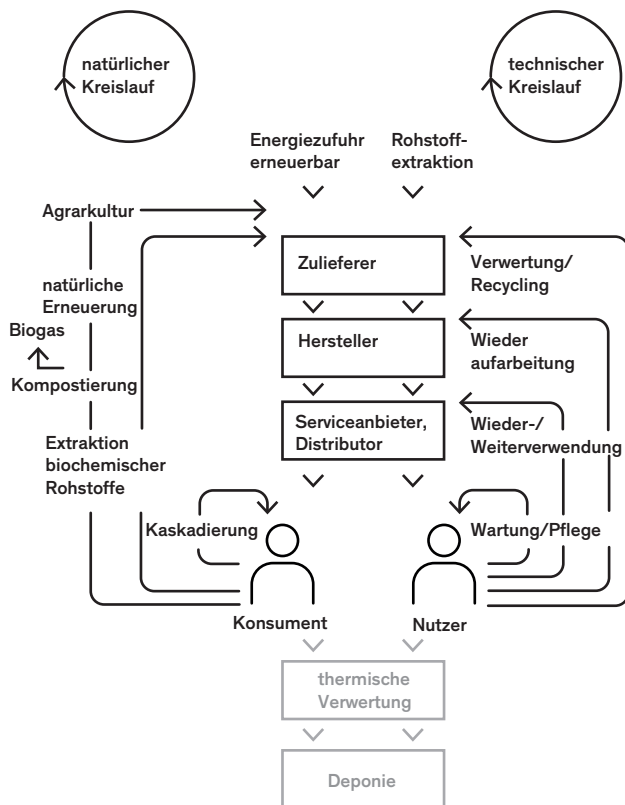 natürlicher
Kreislauf
technischer
Kreislauf
Energiezufuhr
erneuerbar
Rohstoff-
extraktion
Agrarkultur
Zulieferer
Verwertung/
Recycling
natürliche
Erneuerung
Biogas
Hersteller
Wieder
aufarbeitung
Kompostierung
Serviceanbieter,
Distributor
Wieder-/
Weiterverwendung
Extraktion
biochemischer
Rohstoffe
Kaskadierung
Wartung/Pflege
Konsument
Nutzer
thermische
Verwertung
Deponie